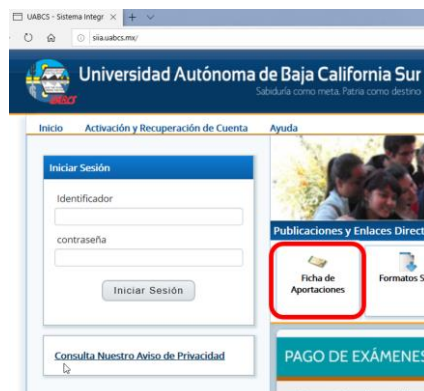 UABCS - Sistema Integr
siia.uabcs.mx/
Universidad Autónoma de Baja California Sur
Sabiduría como meta. Patria como destino
Inicio Activación y Recuperación de Cuenta Ayuda
Iniciar Sesión
Identificador
contraseña
Iniciar Sesión
Consulta Nuestro Aviso de Privacidad
Publicaciones y Enlaces Direct
Ficha de
Aportaciones
Formatos S
PAGO DE EXÁMENES